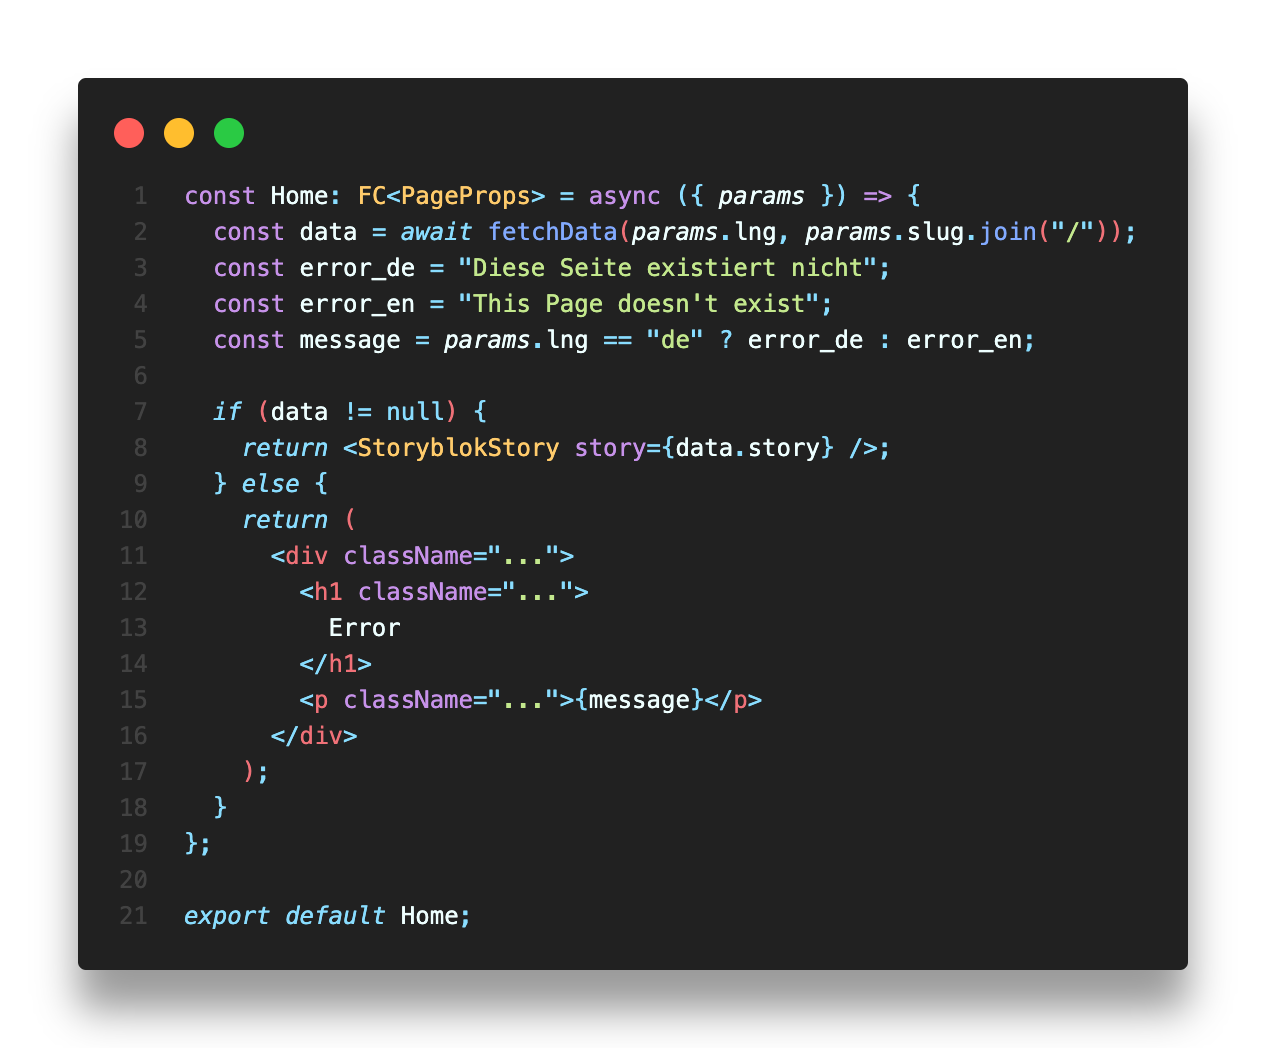 1 const Home: FC<PageProps> = async ({ params }) => {
2   const data = await fetchData(params.lng, params.slug.join("/"));
3   const error_de = "Diese Seite existiert nicht";
4   const error_en = "This Page doesn't exist";
5   const message = params.lng == "de" ? error_de : error_en;
6
7   if (data != null) {
8     return <StoryblokStory story={data.story} />;
9   } else {
10     return (
11       <div className="...">
12         <h1 className="...">
13           Error
14         </h1>
15         <p className="...">{message}</p>
16       </div>
17     );
18   }
19 };
20
21 export default Home;